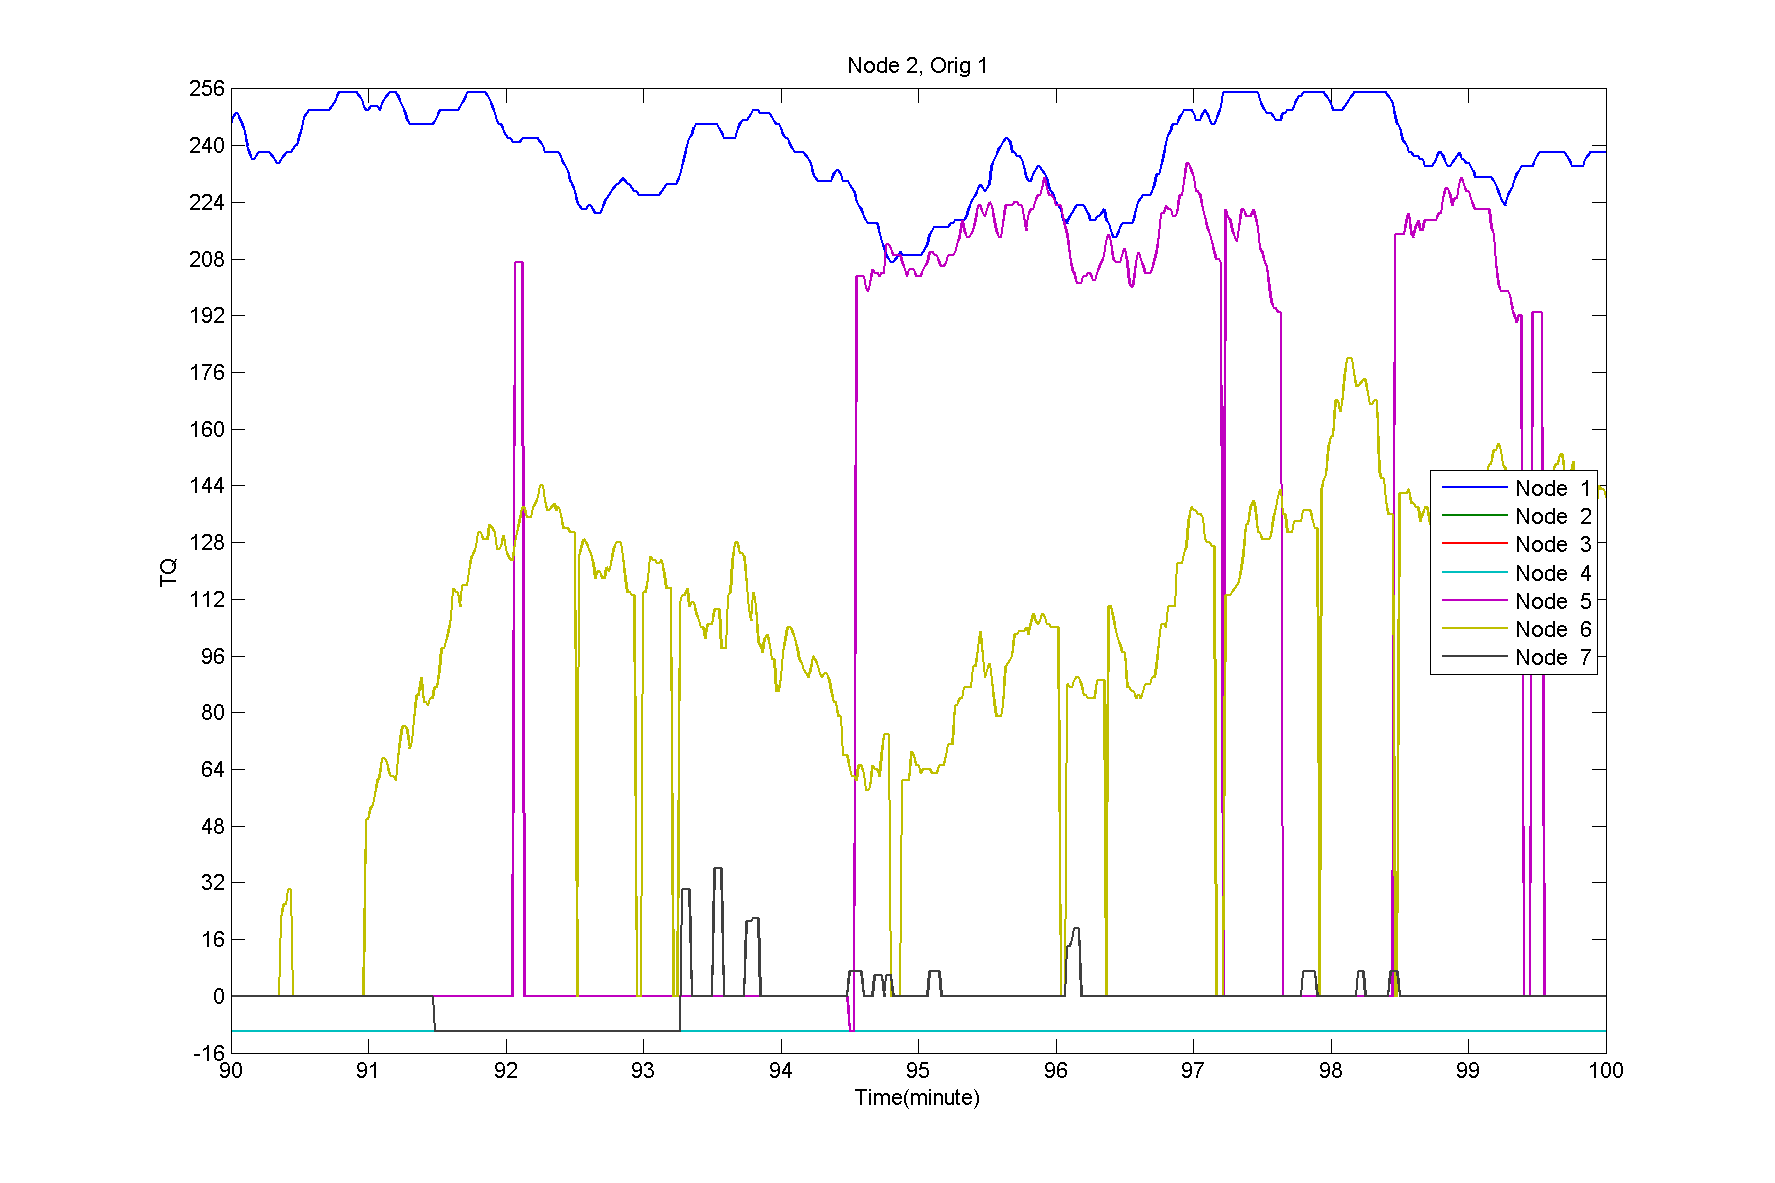 Node 2, Orig 1
256
240
224
208
192
176
160
144
128
112
96
80
64
48
32
16
0
-16
TQ
Node 1
Node 2
Node 3
Node 4
Node 5
Node 6
Node 7
90 91 92 93 94 95 96 97 98 99 100
Time(minute)